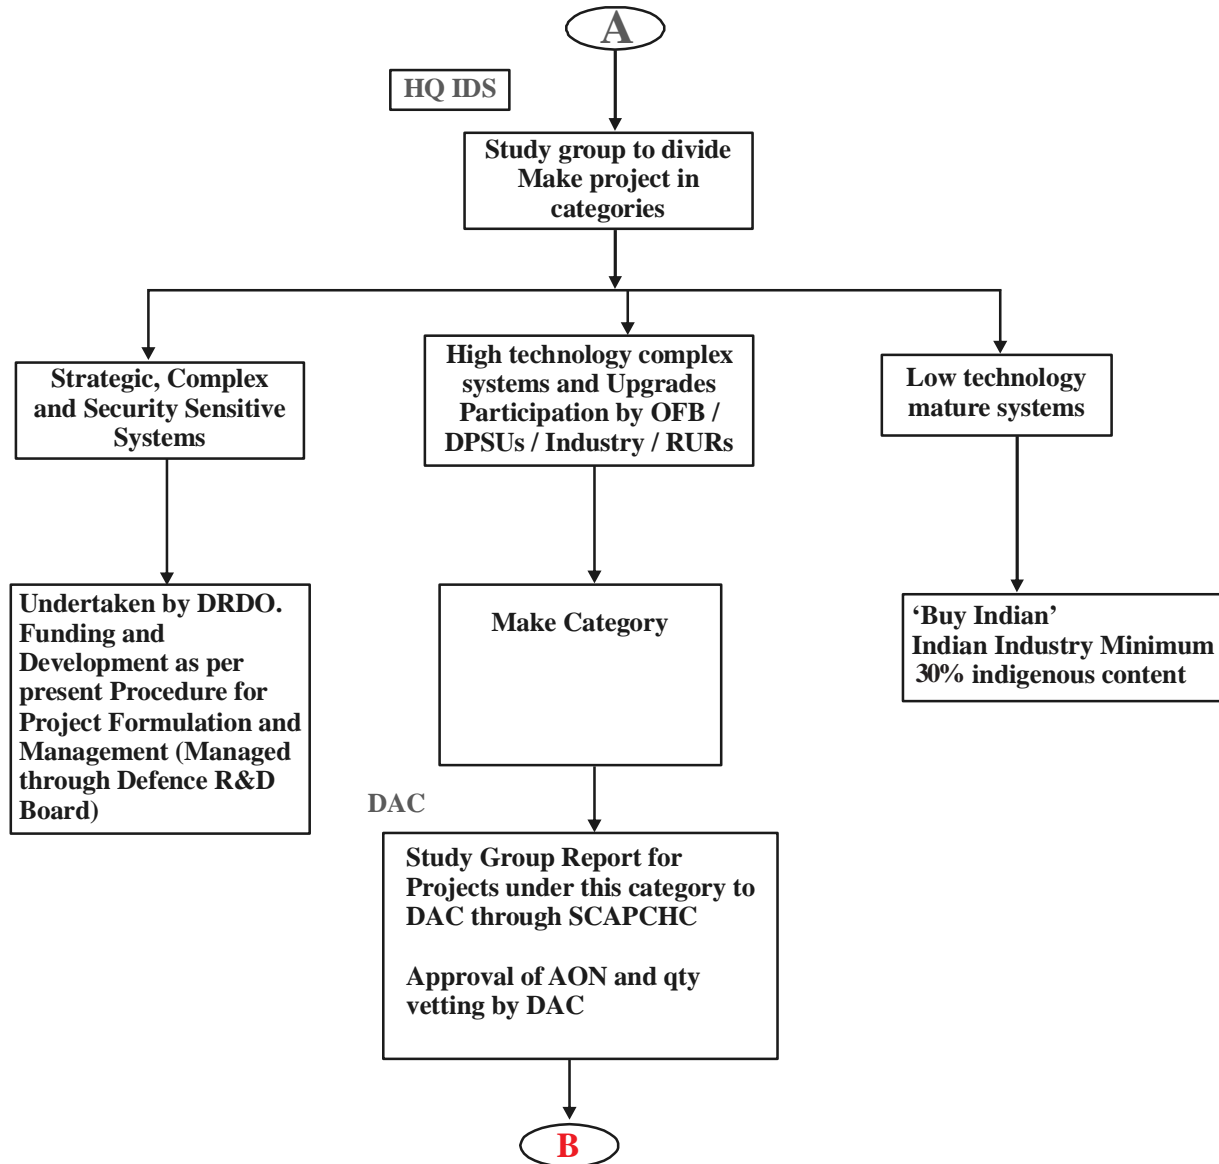 A
HQ IDS
Study group to divide
Make project in
categories
Strategic, Complex
and Security Sensitive
Systems
High technology complex
systems and Upgrades
Participation by OFB /
DPSUs / Industry / RURs
Low technology
mature systems
Undertaken by DRDO.
Funding and
Development as per
present Procedure for
Project Formulation and
Management (Managed
through Defence R&D
Board)
Make Category
‘Buy Indian’
Indian Industry Minimum
30% indigenous content
DAC
Study Group Report for
Projects under this category to
DAC through SCAPCHC
Approval of AON and qty
vetting by DAC
B